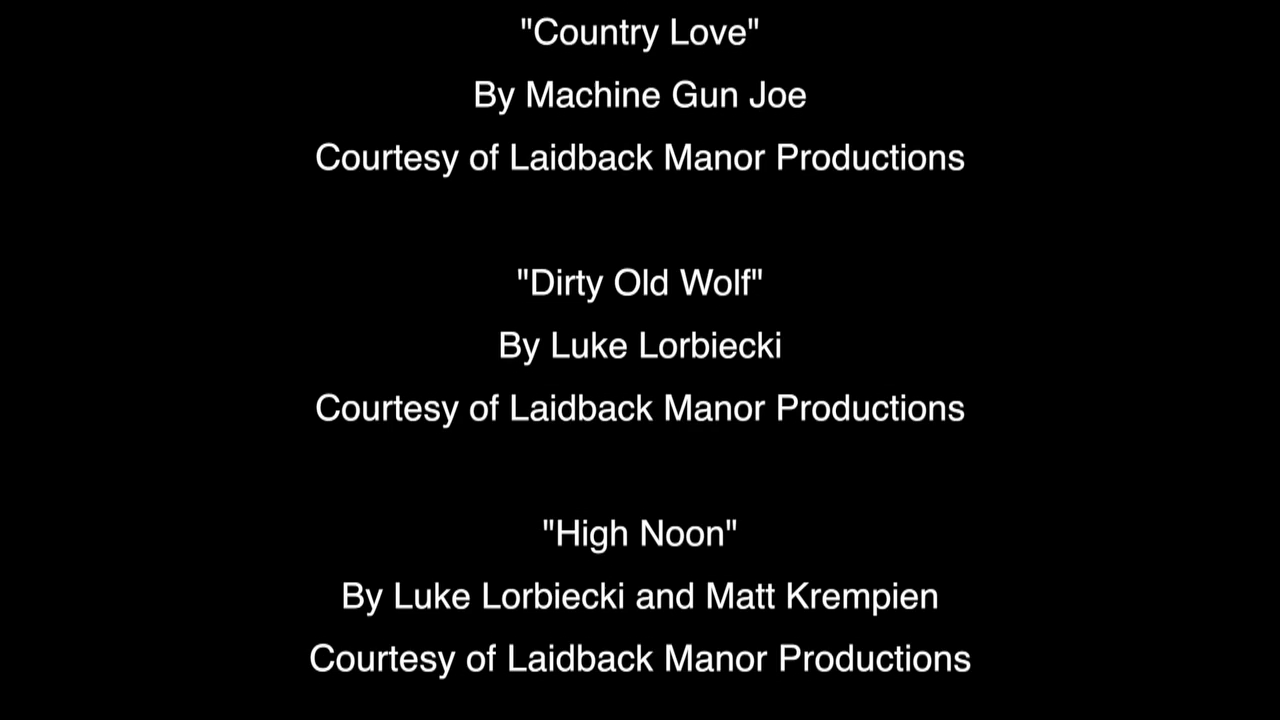 "Country Love"
By Machine Gun Joe
Courtesy of Laidback Manor Productions
"Dirty Old Wolf"
By Luke Lorbiecki
Courtesy of Laidback Manor Productions
"High Noon"
By Luke Lorbiecki and Matt Krempien
Courtesy of Laidback Manor Productions